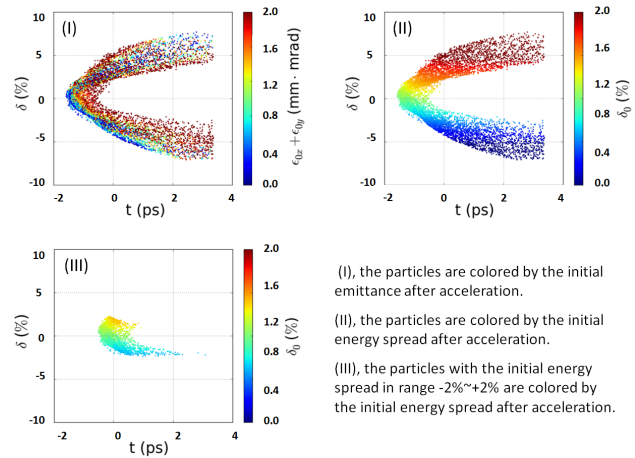 (I)
10
5
0
-5
-10
δ (%)
-2
0
2
4
t (ps)
2.0
1.6
1.2
0.8
0.4
0.0
ϵ0x + ϵ0y (mm · mrad)
(II)
10
5
0
-5
-10
δ (%)
-2
0
2
4
t (ps)
2.0
1.6
1.2
0.8
0.4
0.0
δ0 (%)
(III)
10
5
0
-5
-10
δ (%)
-2
0
2
4
t (ps)
2.0
1.6
1.2
0.8
0.4
0.0
δ0 (%)
(I), the particles are colored by the initial
emittance after acceleration.
(II), the particles are colored by the initial
energy spread after acceleration.
(III), the particles with the initial energy
spread in range -2%~+2% are colored by
the initial energy spread after acceleration.